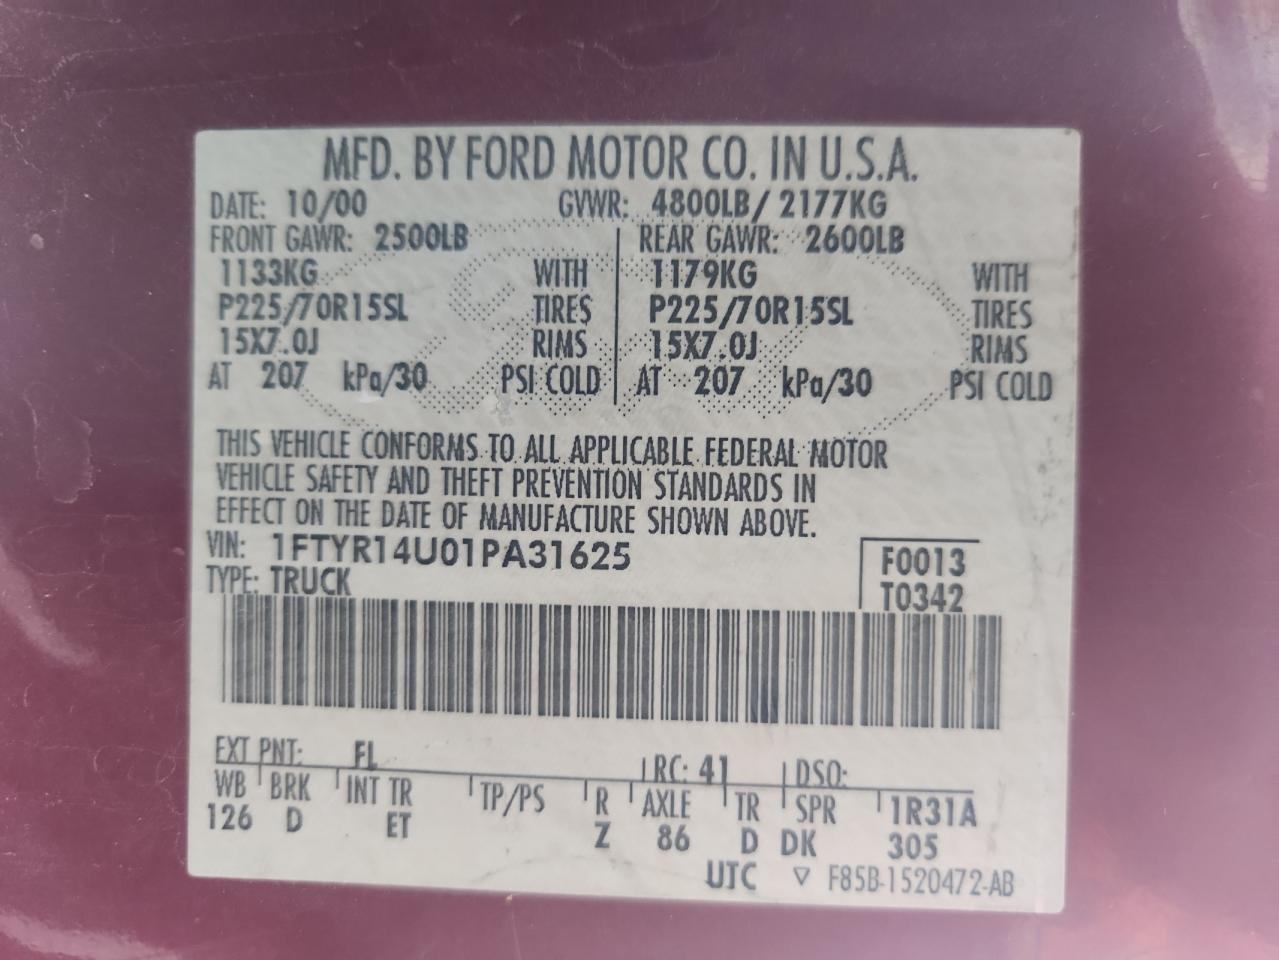 MFD. BY FORD MOTOR CO. IN U.S.A.
DATE: 10/00 GVWR: 4800LB/ 2177KG
FRONT GAWR: 2500LB REAR GAWR: 2600LB
1133KG WITH 1179KG WITH
P225/70R15SL TIRES P225/70R15SL TIRES
15X7.0J RIMS 15X7.0J RIMS
AT 207 kPa/30 PSI COLD AT 207 kPa/30 PSI COLD
THIS VEHICLE CONFORMS TO ALL APPLICABLE FEDERAL MOTOR
VEHICLE SAFETY AND THEFT PREVENTION STANDARDS IN
EFFECT ON THE DATE OF MANUFACTURE SHOWN ABOVE.
VIN: 1FTYR14U01PA31625 F0013
TYPE: TRUCK T0342
EXT PNT: FL RC: 41 DSO:
WB BRK INT TR TP/PS R AXLE TR SPR 1R31A
126 D ET Z 86 D DK 305
UTC ▽ F85B-1520472-AB